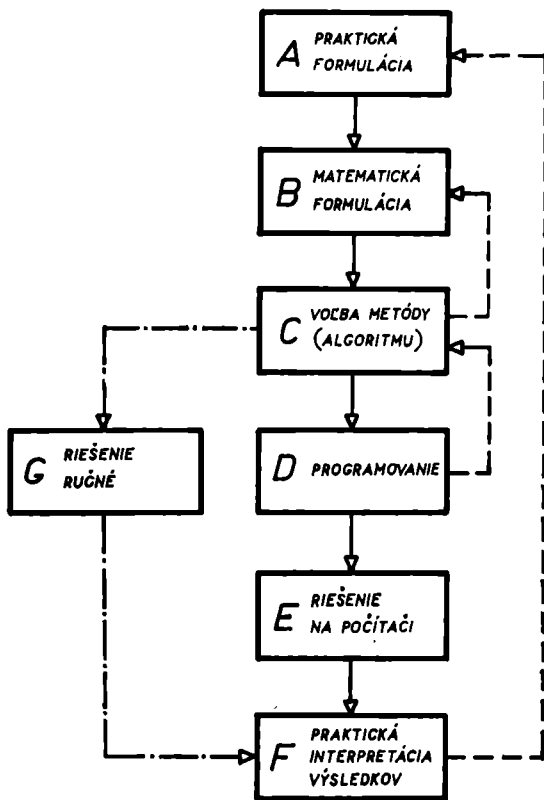 A PRAKTICKÁ
FORMULÁCIA
B MATEMATICKÁ
FORMULÁCIA
C VOĽBA METÓDY
(ALGORITMU)
G RIEŠENIE
RUČNÉ
D PROGRAMOVANIE
E RIEŠENIE
NA POČÍTAČI
F PRAKTICKÁ
INTERPRETÁCIA
VÝSLEDKOV